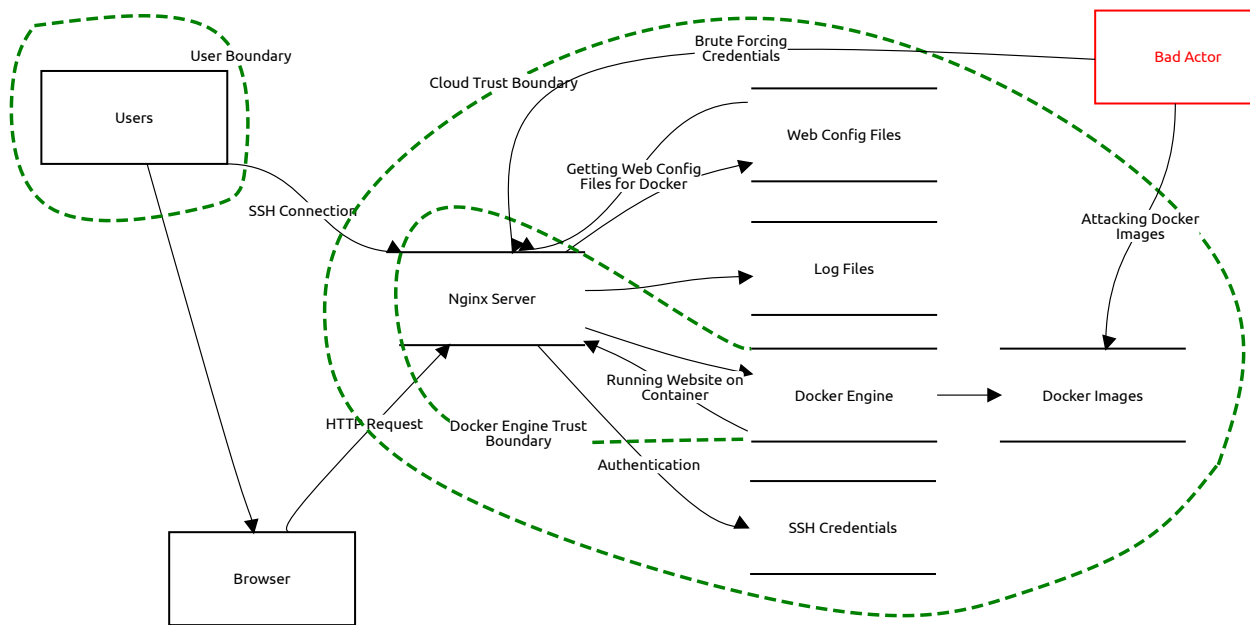 Brute Forcing
Credentials
Bad Actor
User Boundary
Cloud Trust Boundary
Users
Web Config Files
Getting Web Config
Files for Docker
SSH Connection
Attacking Docker
Images
Log Files
Nginx Server
Running Website on
Container
Docker Engine
Docker Images
HTTP Request
Docker Engine Trust
Boundary
Authentication
SSH Credentials
Browser